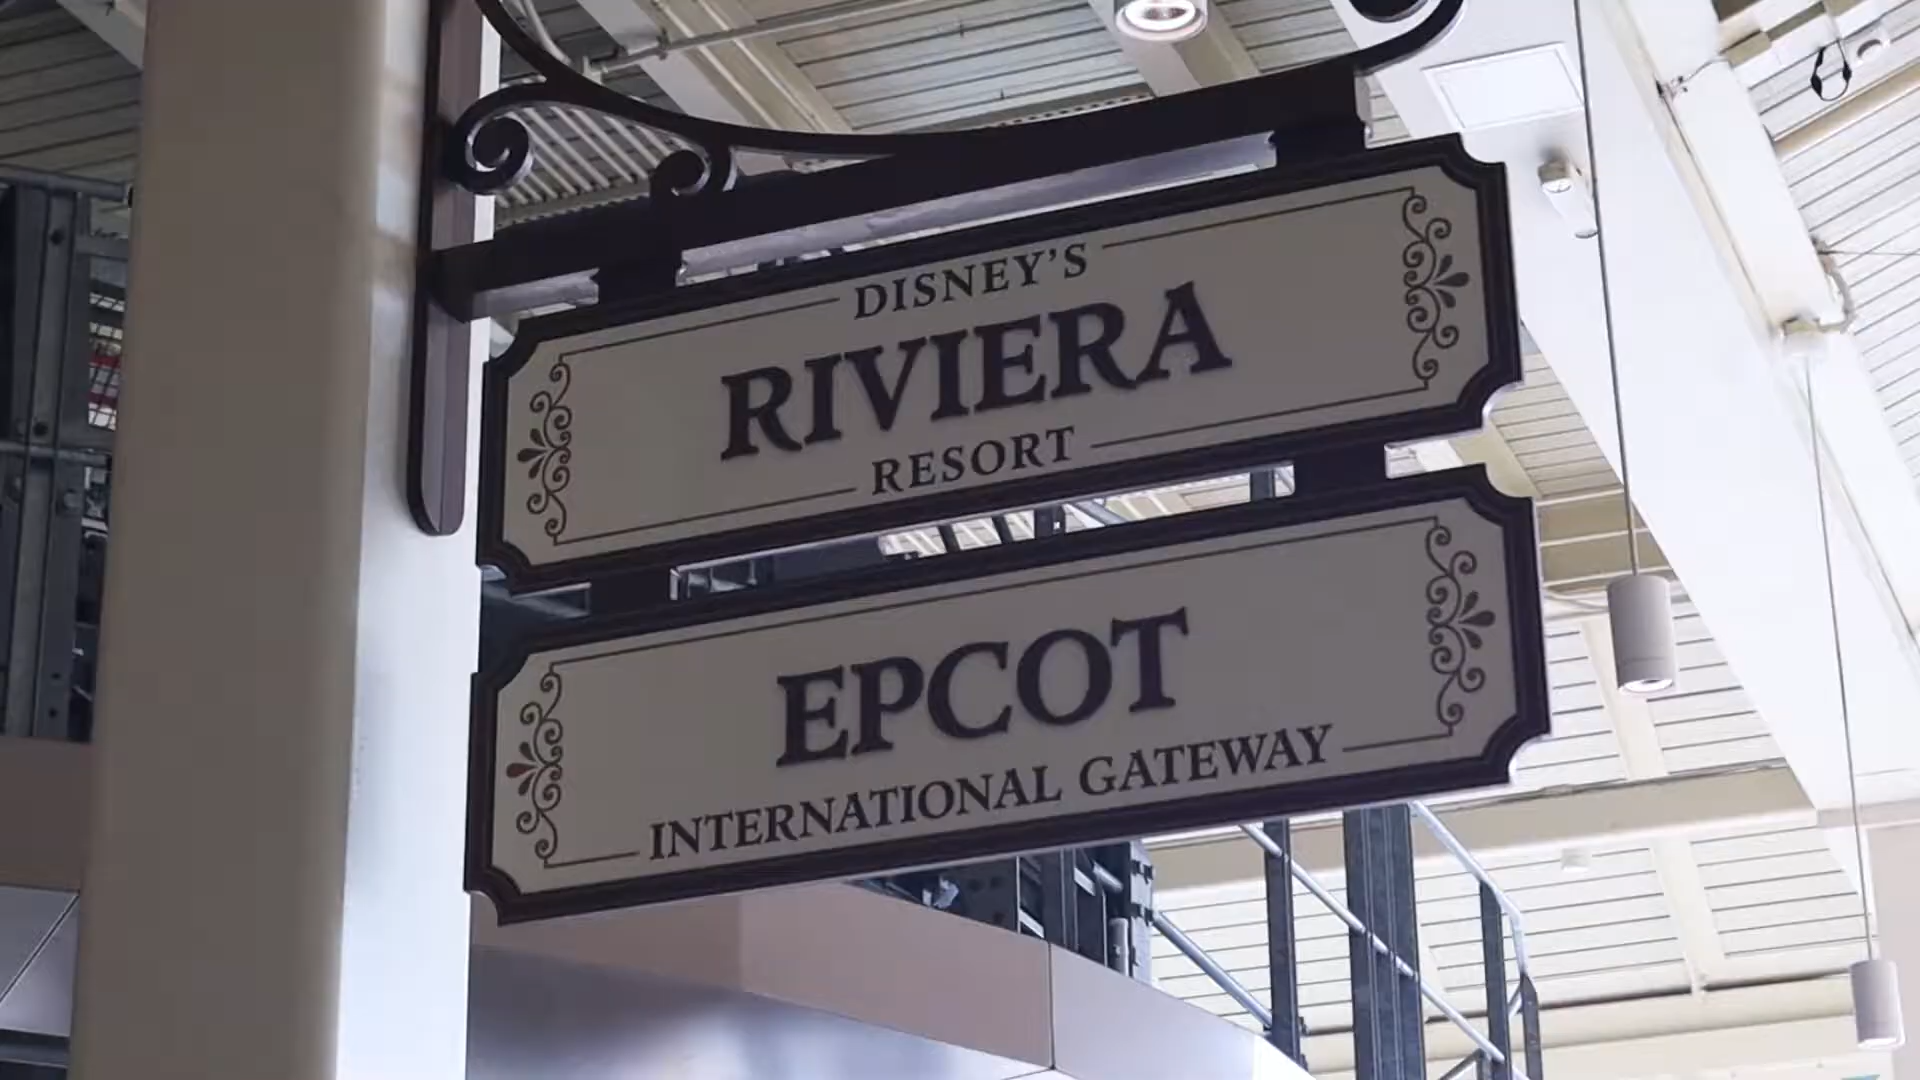 DISNEY'S
RIVIERA
RESORT
EPCOT
INTERNATIONAL GATEWAY